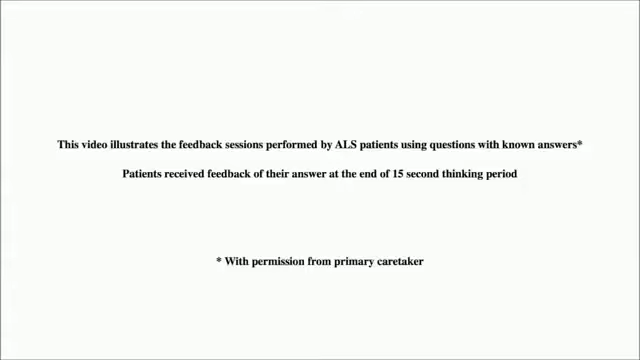 This video illustrates the feedback sessions performed by ALS patients using questions with known answers*
Patients received feedback of their answer at the end of 15 second thinking period
* With permission from primary caretaker